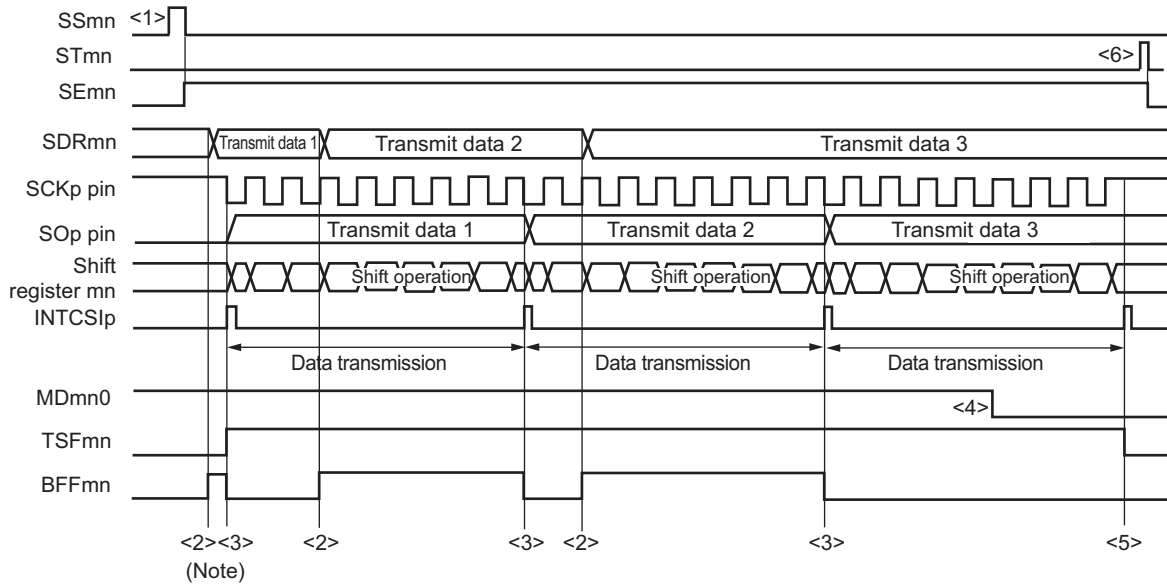 SSmn <1>
STmn <6>
SEmn
SDRmn Transmit data 1 Transmit data 2 Transmit data 3
SCKp pin
SOp pin Transmit data 1 Transmit data 2 Transmit data 3
Shift
register mn Shift operation Shift operation Shift operation
INTCSIp
Data transmission Data transmission Data transmission
MDmn0 <4>
TSFmn
BFFmn
<2> <3> <2> <3> <2> <3> <5>
(Note)